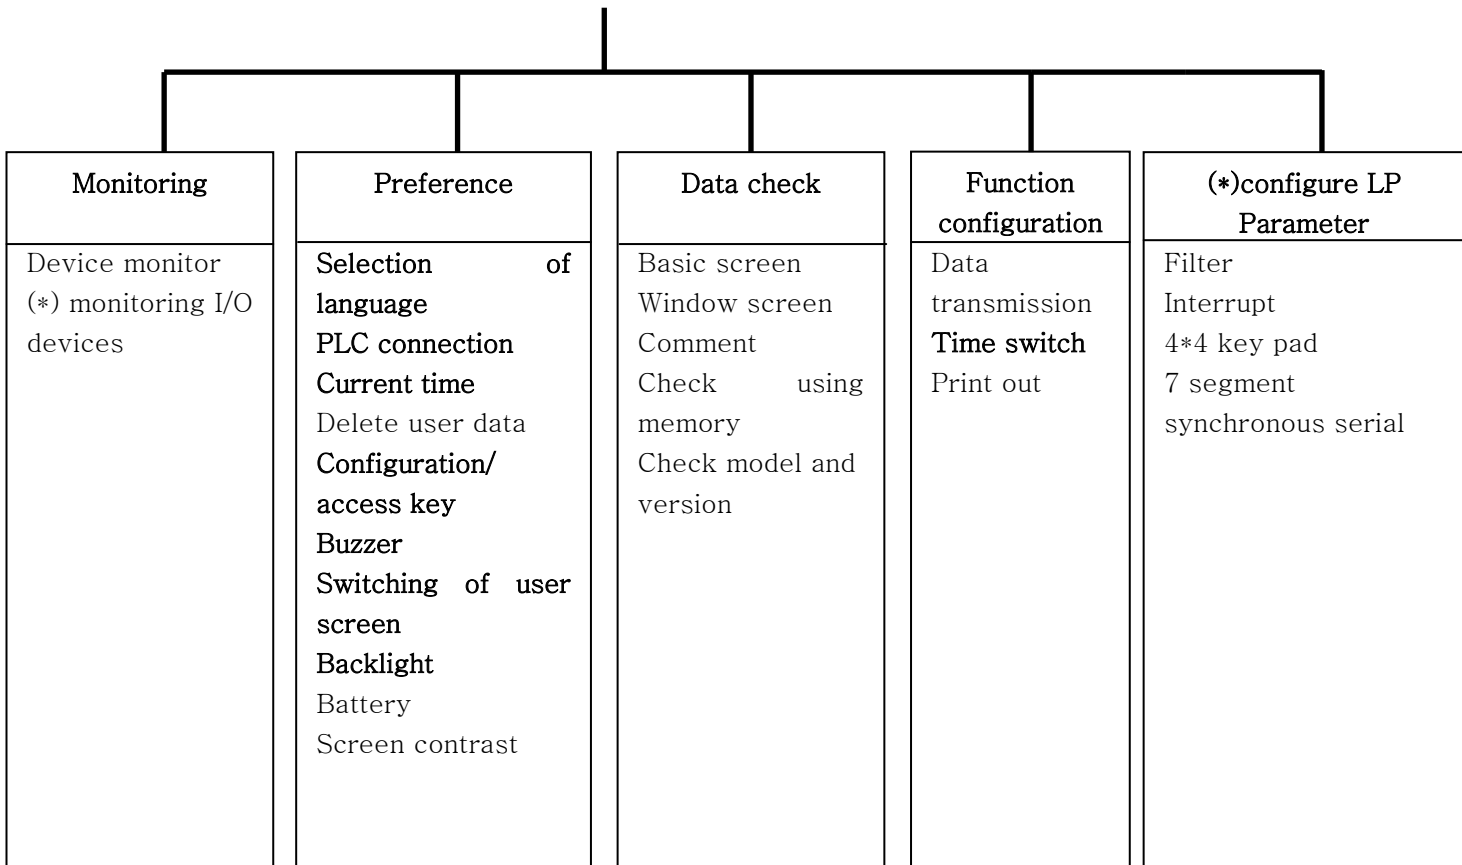 Monitoring
Device monitor
(*) monitoring I/O
devices
Preference
Selection of
language
PLC connection
Current time
Delete user data
Configuration/
access key
Buzzer
Switching of user
screen
Backlight
Battery
Screen contrast
Data check
Basic screen
Window screen
Comment
Check using
memory
Check model and
version
Function
configuration
Data
transmission
Time switch
Print out
(*)configure LP
Parameter
Filter
Interrupt
4*4 key pad
7 segment
synchronous serial